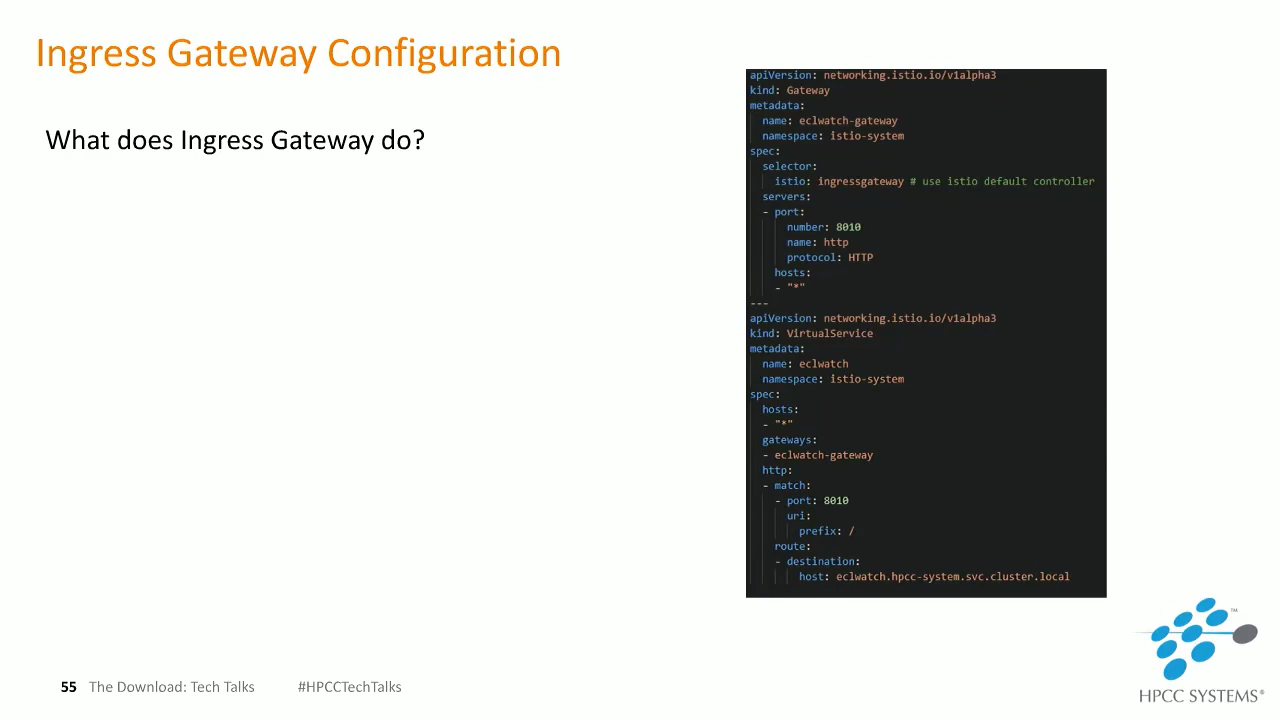 Ingress Gateway Configuration
What does Ingress Gateway do?
apiVersion: networking.istio.io/v1alpha3
kind: Gateway
metadata:
  name: eclwatch-gateway
  namespace: istio-system
spec:
  selector:
    istio: ingressgateway # use istio default controller
  servers:
  - port:
      number: 8010
      name: http
      protocol: HTTP
    hosts:
    - "*"
---
apiVersion: networking.istio.io/v1alpha3
kind: VirtualService
metadata:
  name: eclwatch
  namespace: istio-system
spec:
  hosts:
  - "*"
  gateways:
  - eclwatch-gateway
  http:
  - match:
    - port: 8010
      uri:
        prefix: /
    route:
    - destination:
        host: eclwatch.hpcc-system.svc.cluster.local
55 The Download: Tech Talks #HPCCTechTalks
™
HPCC SYSTEMS®